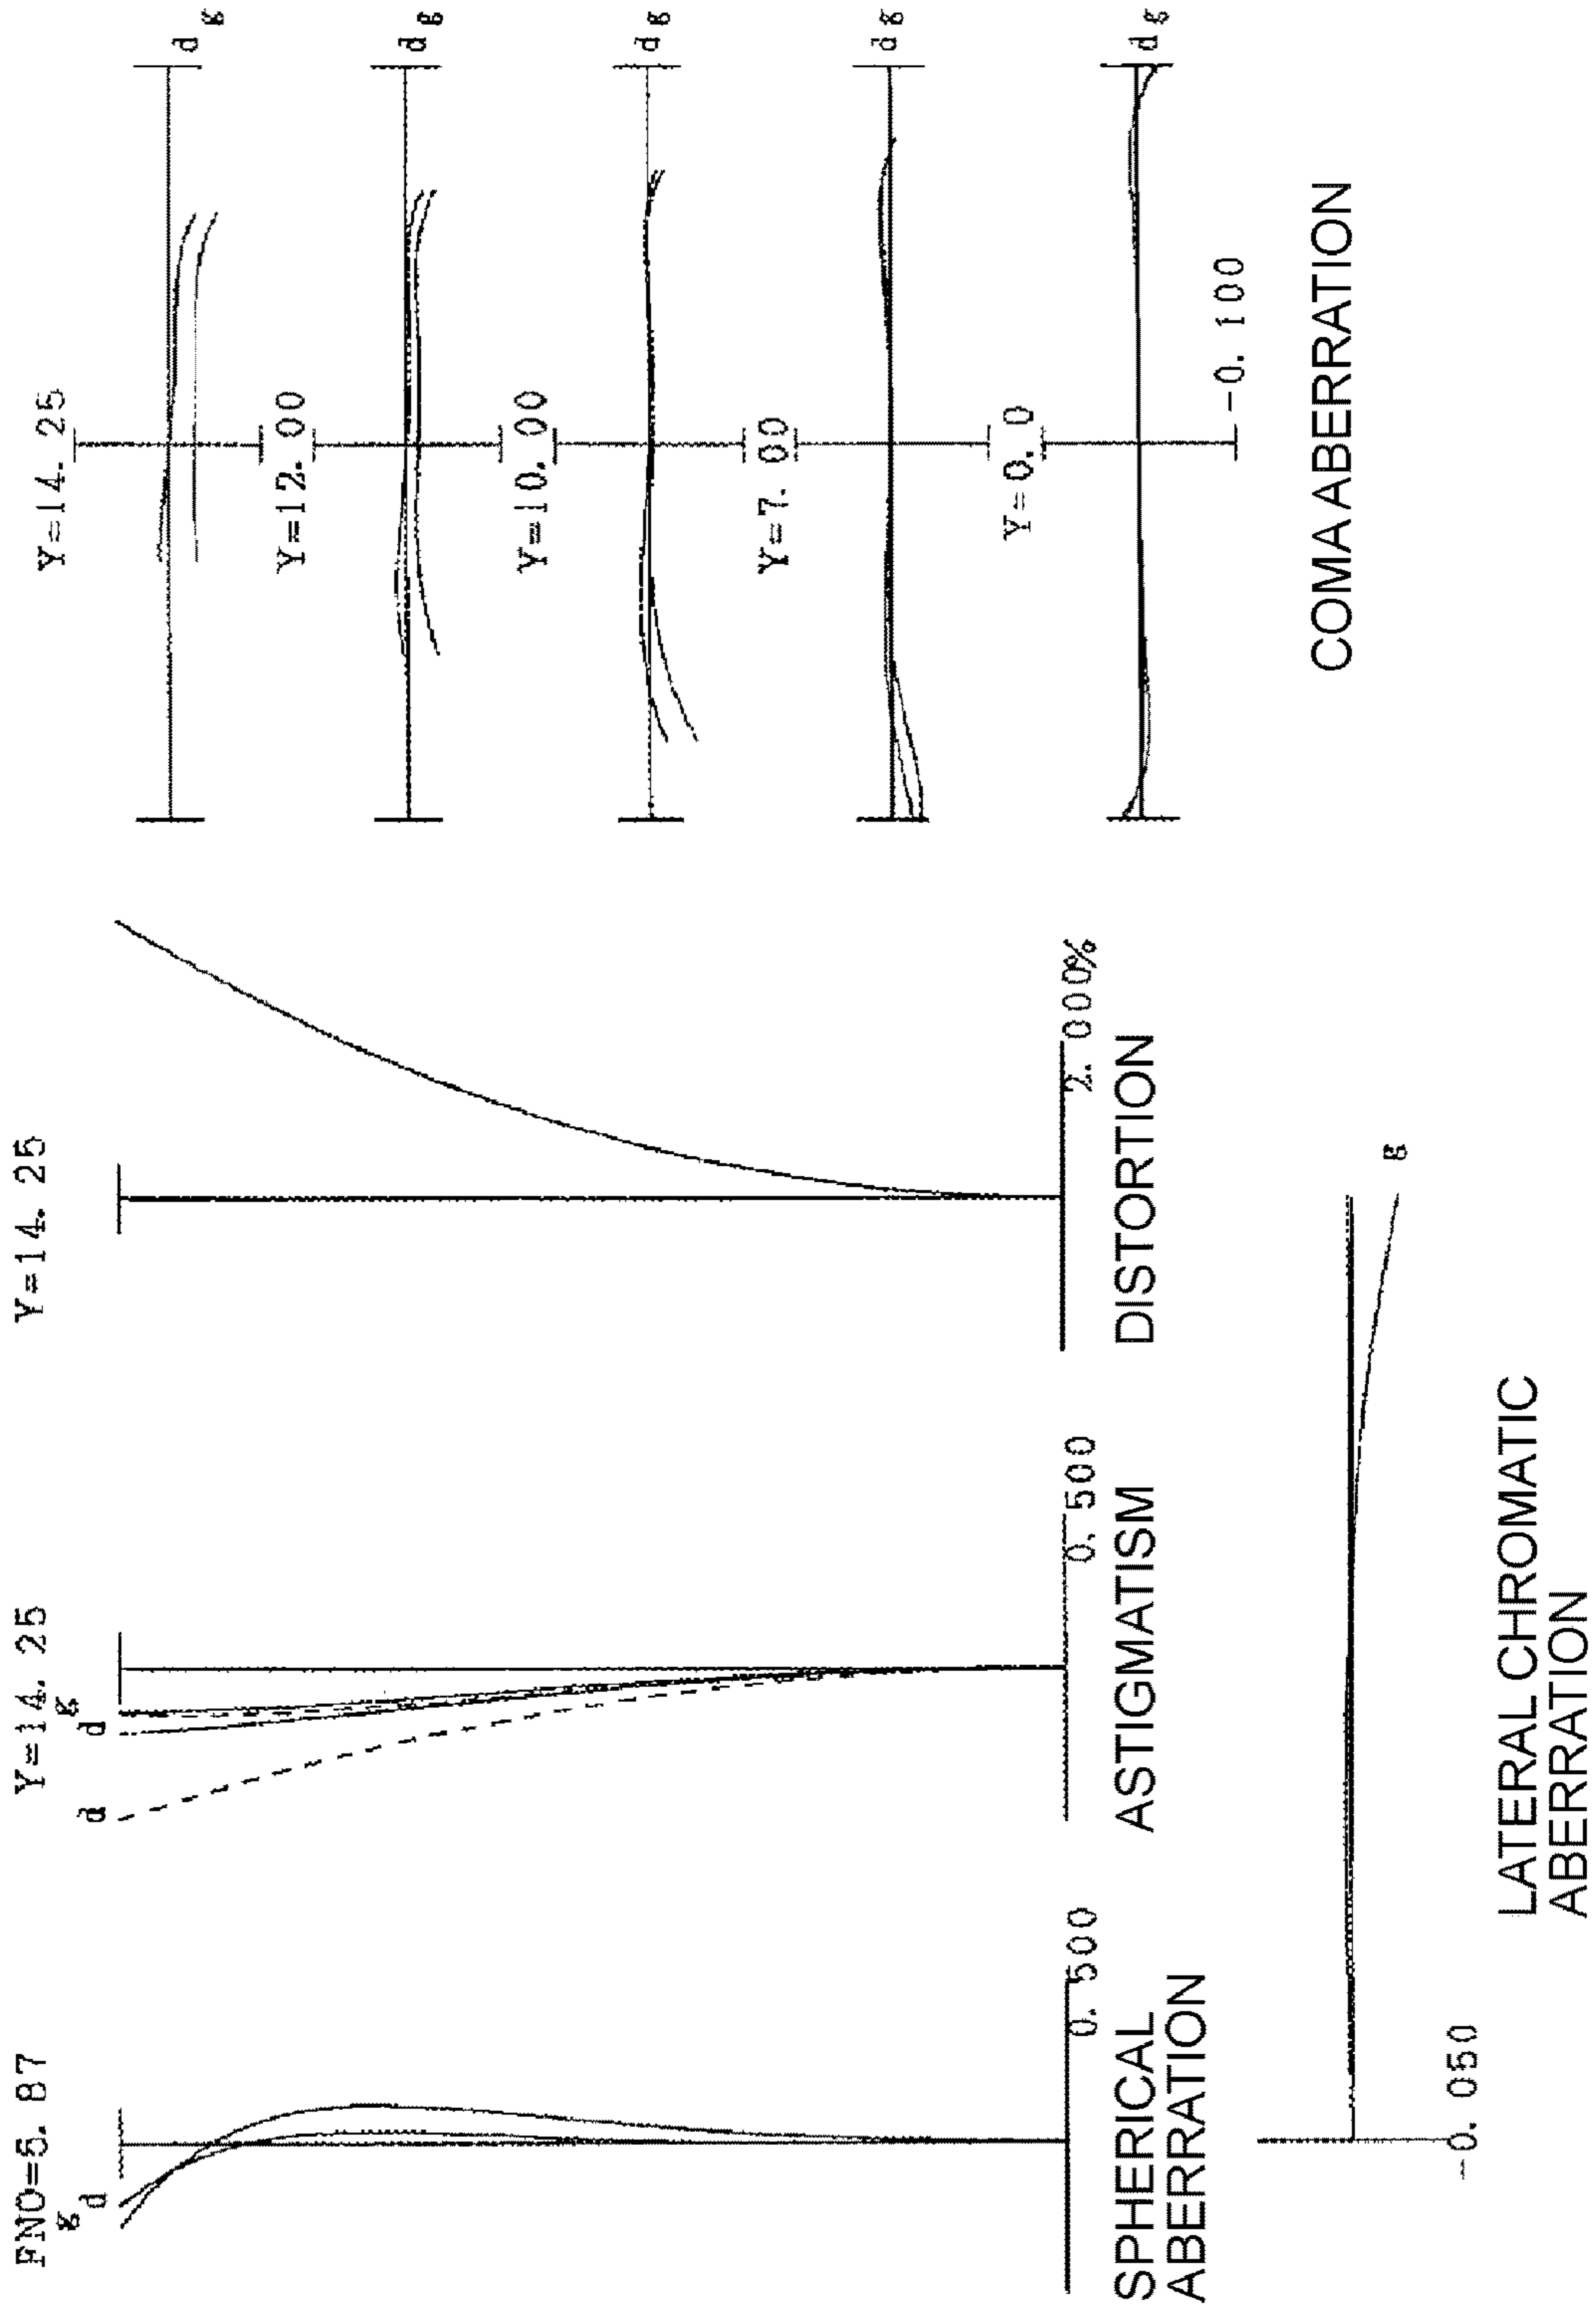 FNO=5.87
g d
0.500
SPHERICAL
ABERRATION
Y=14.25
d d g
0.500
ASTIGMATISM
Y=14.25
2.000%
DISTORTION
Y=14.25
d g
Y=12.00
d g
Y=10.00
d g
Y=7.00
d g
Y=0.0
d g
-0.100
COMA ABERRATION
g
-0.050
LATERAL CHROMATIC
ABERRATION